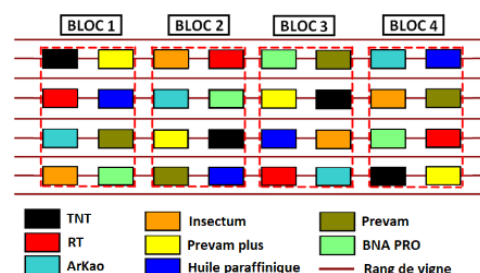 BLOC 1 BLOC 2 BLOC 3 BLOC 4
TNT Insectum Prevam
RT Prevam plus BNA PRO
ArKao Huile paraffinique Rang de vigne